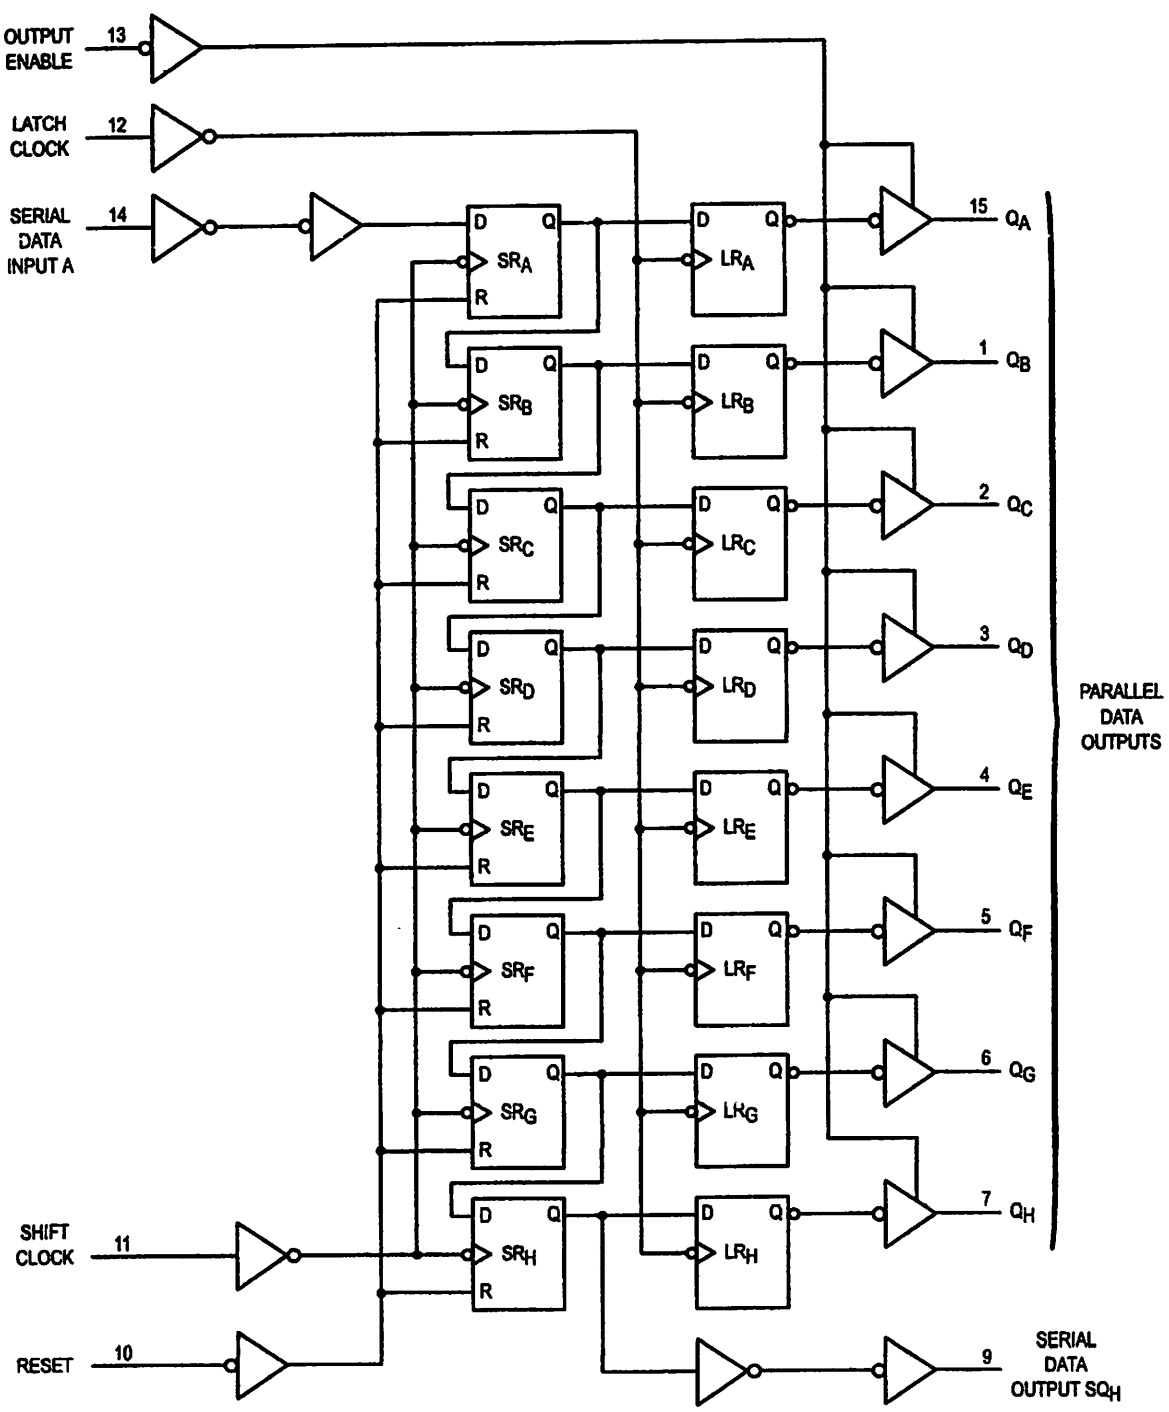 OUTPUT
ENABLE
13
LATCH
CLOCK
12
SERIAL
DATA
INPUT A
14
D Q
SRA
R
D Q
LRA
15 QA
D Q
SRB
R
D Q
LRB
1 QB
D Q
SRC
R
D Q
LRC
2 QC
D Q
SRD
R
D Q
LRD
3 QD
D Q
SRE
R
D Q
LRE
4 QE
D Q
SRF
R
D Q
LRF
5 QF
D Q
SRG
R
D Q
LRG
6 QG
D Q
SRH
R
D Q
LRH
7 QH
PARALLEL
DATA
OUTPUTS
SHIFT
CLOCK
11
RESET
10
9
SERIAL
DATA
OUTPUT SQH